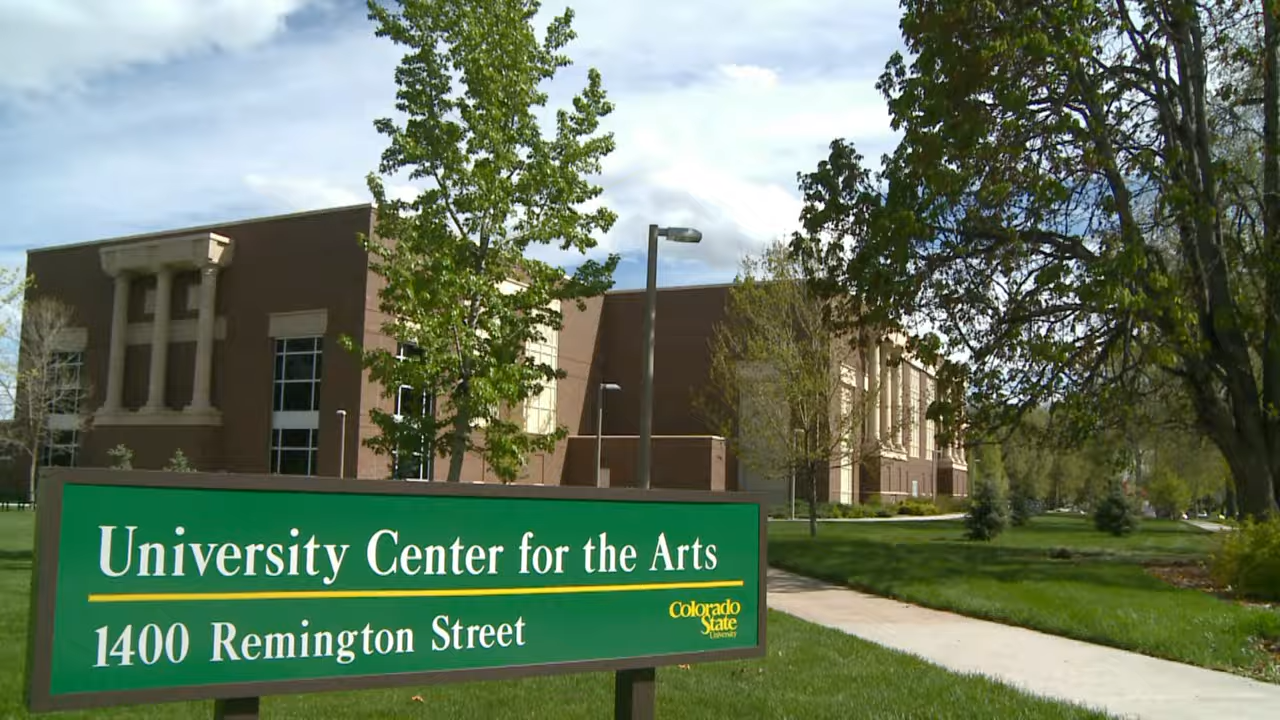 University Center for the Arts
1400 Remington Street
Colorado
State
University